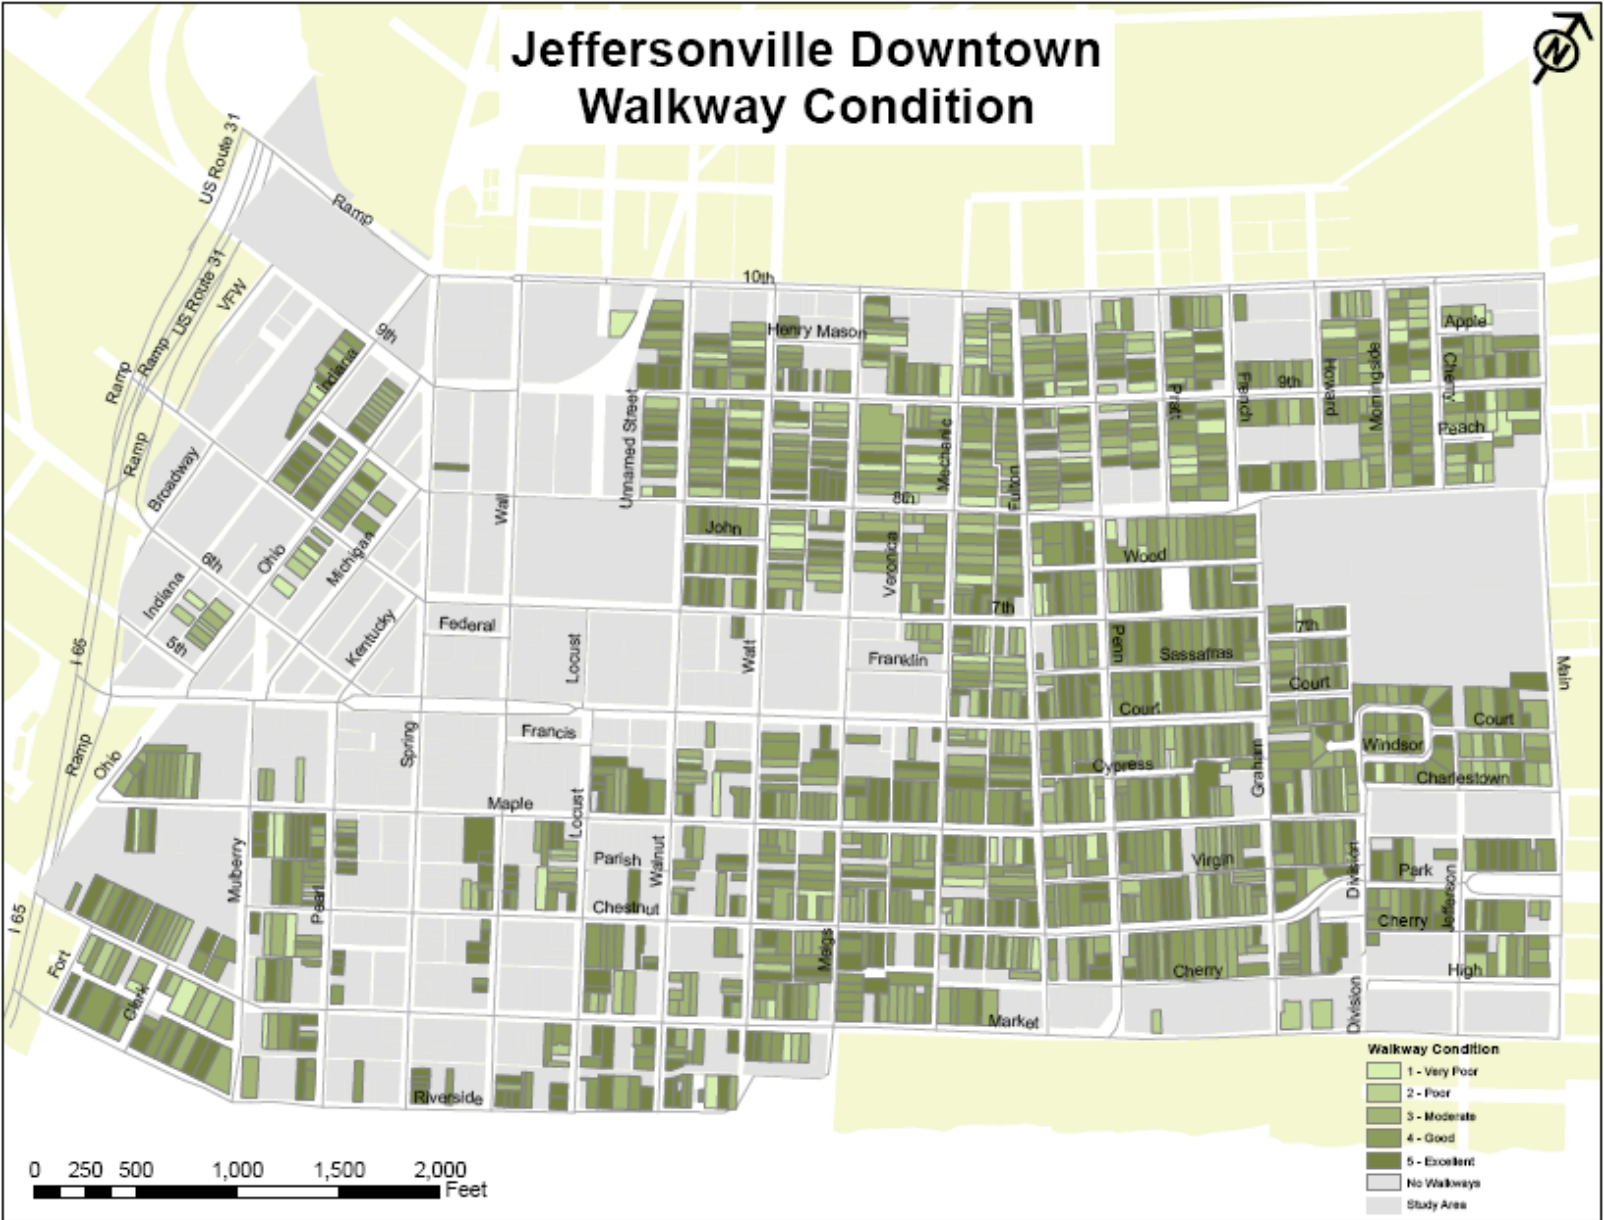 Jeffersonville Downtown
Walkway Condition
N
US Route 31
Ramp
US Route 31
VFW
10th
Henry Mason
Apple
9th
Indiana
Ramp
Ramp
Unnamed Street
Pratt
French
9th
Howard
Morningside
Cherry
Peach
Ramp
Broadway
Wall
Mechanic
Fulton
8th
John
Veronica
Wood
6th
Ohio
Michigan
Indiana
5th
Kentucky
Federal
7th
7th
Locust
Watt
Franklin
Penn
Sassafras
Court
Court
Main
I 65
Ramp
Ohio
Spring
Francis
Court
Windsor
Cypress
Graham
Charlestown
Maple
Locust
Mulberry
Pearl
Parish
Walnut
Chestnut
Virgin
Division
Park
Jefferson
Cherry
I 65
Fort
Clark
Meigs
Cherry
High
Market
Division
Riverside
Walkway Condition
1 - Very Poor
2 - Poor
3 - Moderate
4 - Good
5 - Excellent
No Walkways
Study Area
0 250 500 1,000 1,500 2,000
Feet